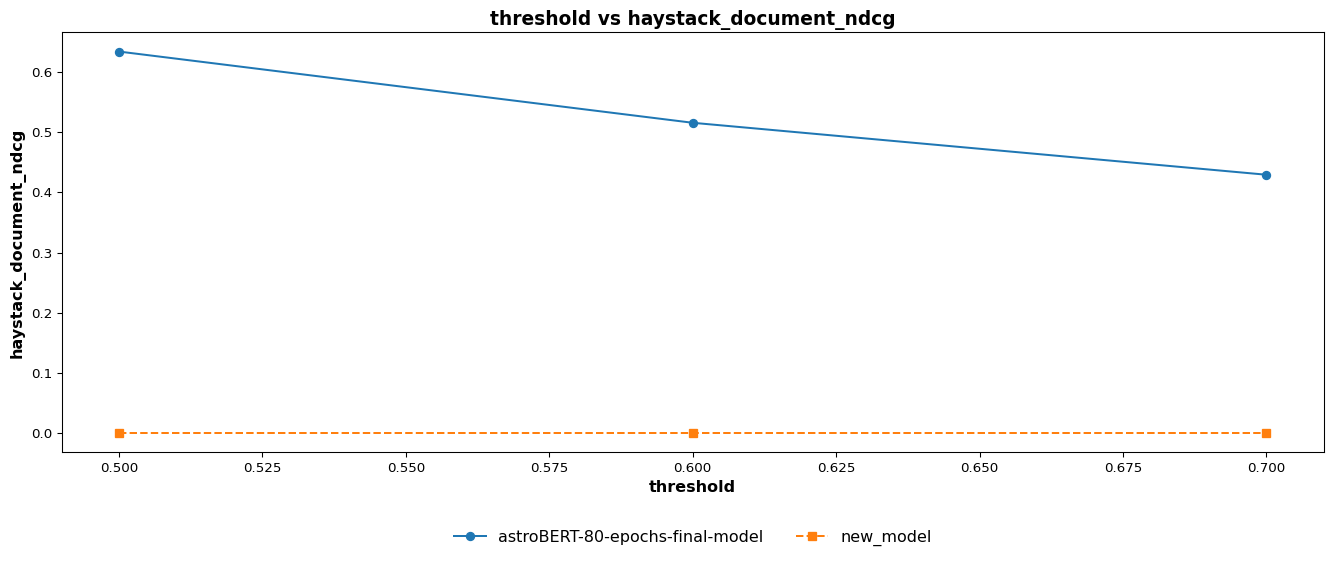 threshold vs haystack_document_ndcg
haystack_document_ndcg
0.6
0.5
0.4
0.3
0.2
0.1
0.0
0.500 0.525 0.550 0.575 0.600 0.625 0.650 0.675 0.700
threshold
astroBERT-80-epochs-final-model new_model